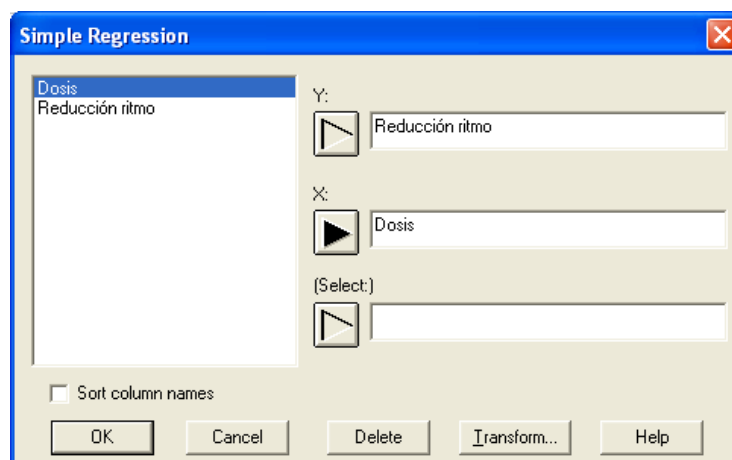 Simple Regression
Dosis
Reducción ritmo
Y:
Reducción ritmo
X:
Dosis
(Select:)
Sort column names
OK
Cancel
Delete
Transform...
Help